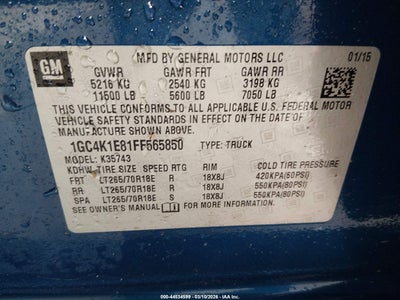 GM
MFD BY GENERAL MOTORS LLC
01/15
GVWR GAWR FRT GAWR RR
5216 KG 2540 KG 3198 KG
11500 LB 5600 LB 7050 LB
THIS VEHICLE CONFORMS TO ALL APPLICABLE U.S. FEDERAL MOTOR
VEHICLE SAFETY STANDARDS IN EFFECT ON THE DATE OF
MANUFACTURE SHOWN ABOVE.
1GC4K1E81FF665850 TYPE: TRUCK
MODEL: K35743
KDHW TIRE SIZE SPEED RTG RIM COLD TIRE PRESSURE
FRT LT265/70R18E R 18X8J 420KPA(60PSI)
RR LT265/70R18E R 18X8J 550KPA(80PSI)
SPA LT265/70R18E S 18X8J 550KPA(80PSI)
SEE OWNER'S MANUAL FOR MORE INFORMATION.
000-44934599 - 03/10/2026 - IAA Inc.